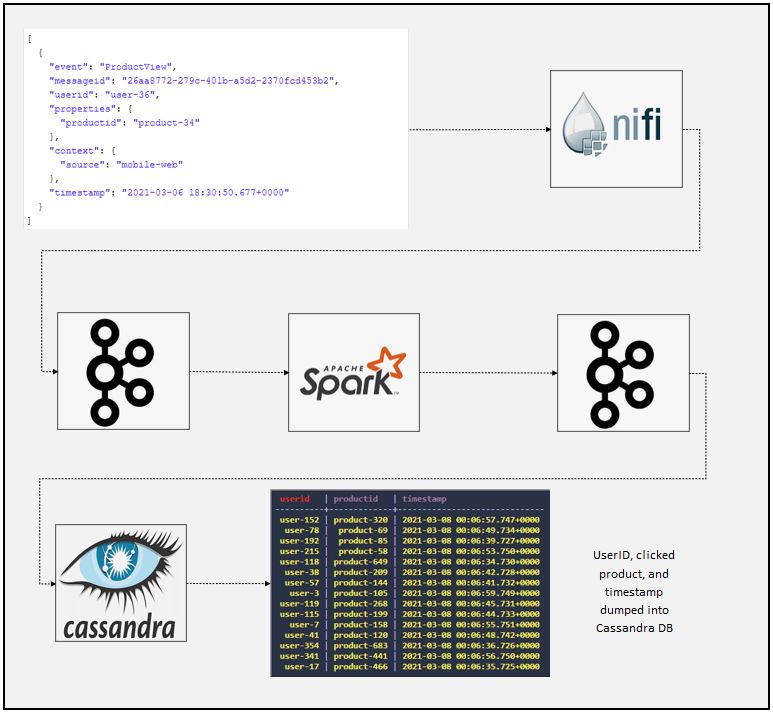 [
{
"event": "ProductView",
"messageid": "26aa8772-279c-401b-a5d2-2370fcd453b2",
"userid": "user-36",
"properties": {
"productid": "product-34"
},
"context": {
"source": "mobile-web"
},
"timestamp": "2021-03-06 18:30:50.677+0000"
}
]
nifi
APACHE
Spark
TM
cassandra
userid | productid | timestamp
----------+-------------+---------------------------------
user-152 | product-320 | 2021-03-08 00:06:57.747+0000
user-78 | product-69 | 2021-03-08 00:06:49.734+0000
user-192 | product-85 | 2021-03-08 00:06:39.727+0000
user-215 | product-58 | 2021-03-08 00:06:53.750+0000
user-118 | product-649 | 2021-03-08 00:06:34.730+0000
user-38 | product-209 | 2021-03-08 00:06:42.728+0000
user-57 | product-144 | 2021-03-08 00:06:41.732+0000
user-3 | product-105 | 2021-03-08 00:06:59.749+0000
user-119 | product-268 | 2021-03-08 00:06:45.731+0000
user-115 | product-199 | 2021-03-08 00:06:44.733+0000
user-7 | product-158 | 2021-03-08 00:06:55.751+0000
user-41 | product-120 | 2021-03-08 00:06:48.742+0000
user-354 | product-683 | 2021-03-08 00:06:36.726+0000
user-341 | product-441 | 2021-03-08 00:06:56.750+0000
user-17 | product-466 | 2021-03-08 00:06:35.725+0000
UserID, clicked
product, and
timestamp
dumped into
Cassandra DB